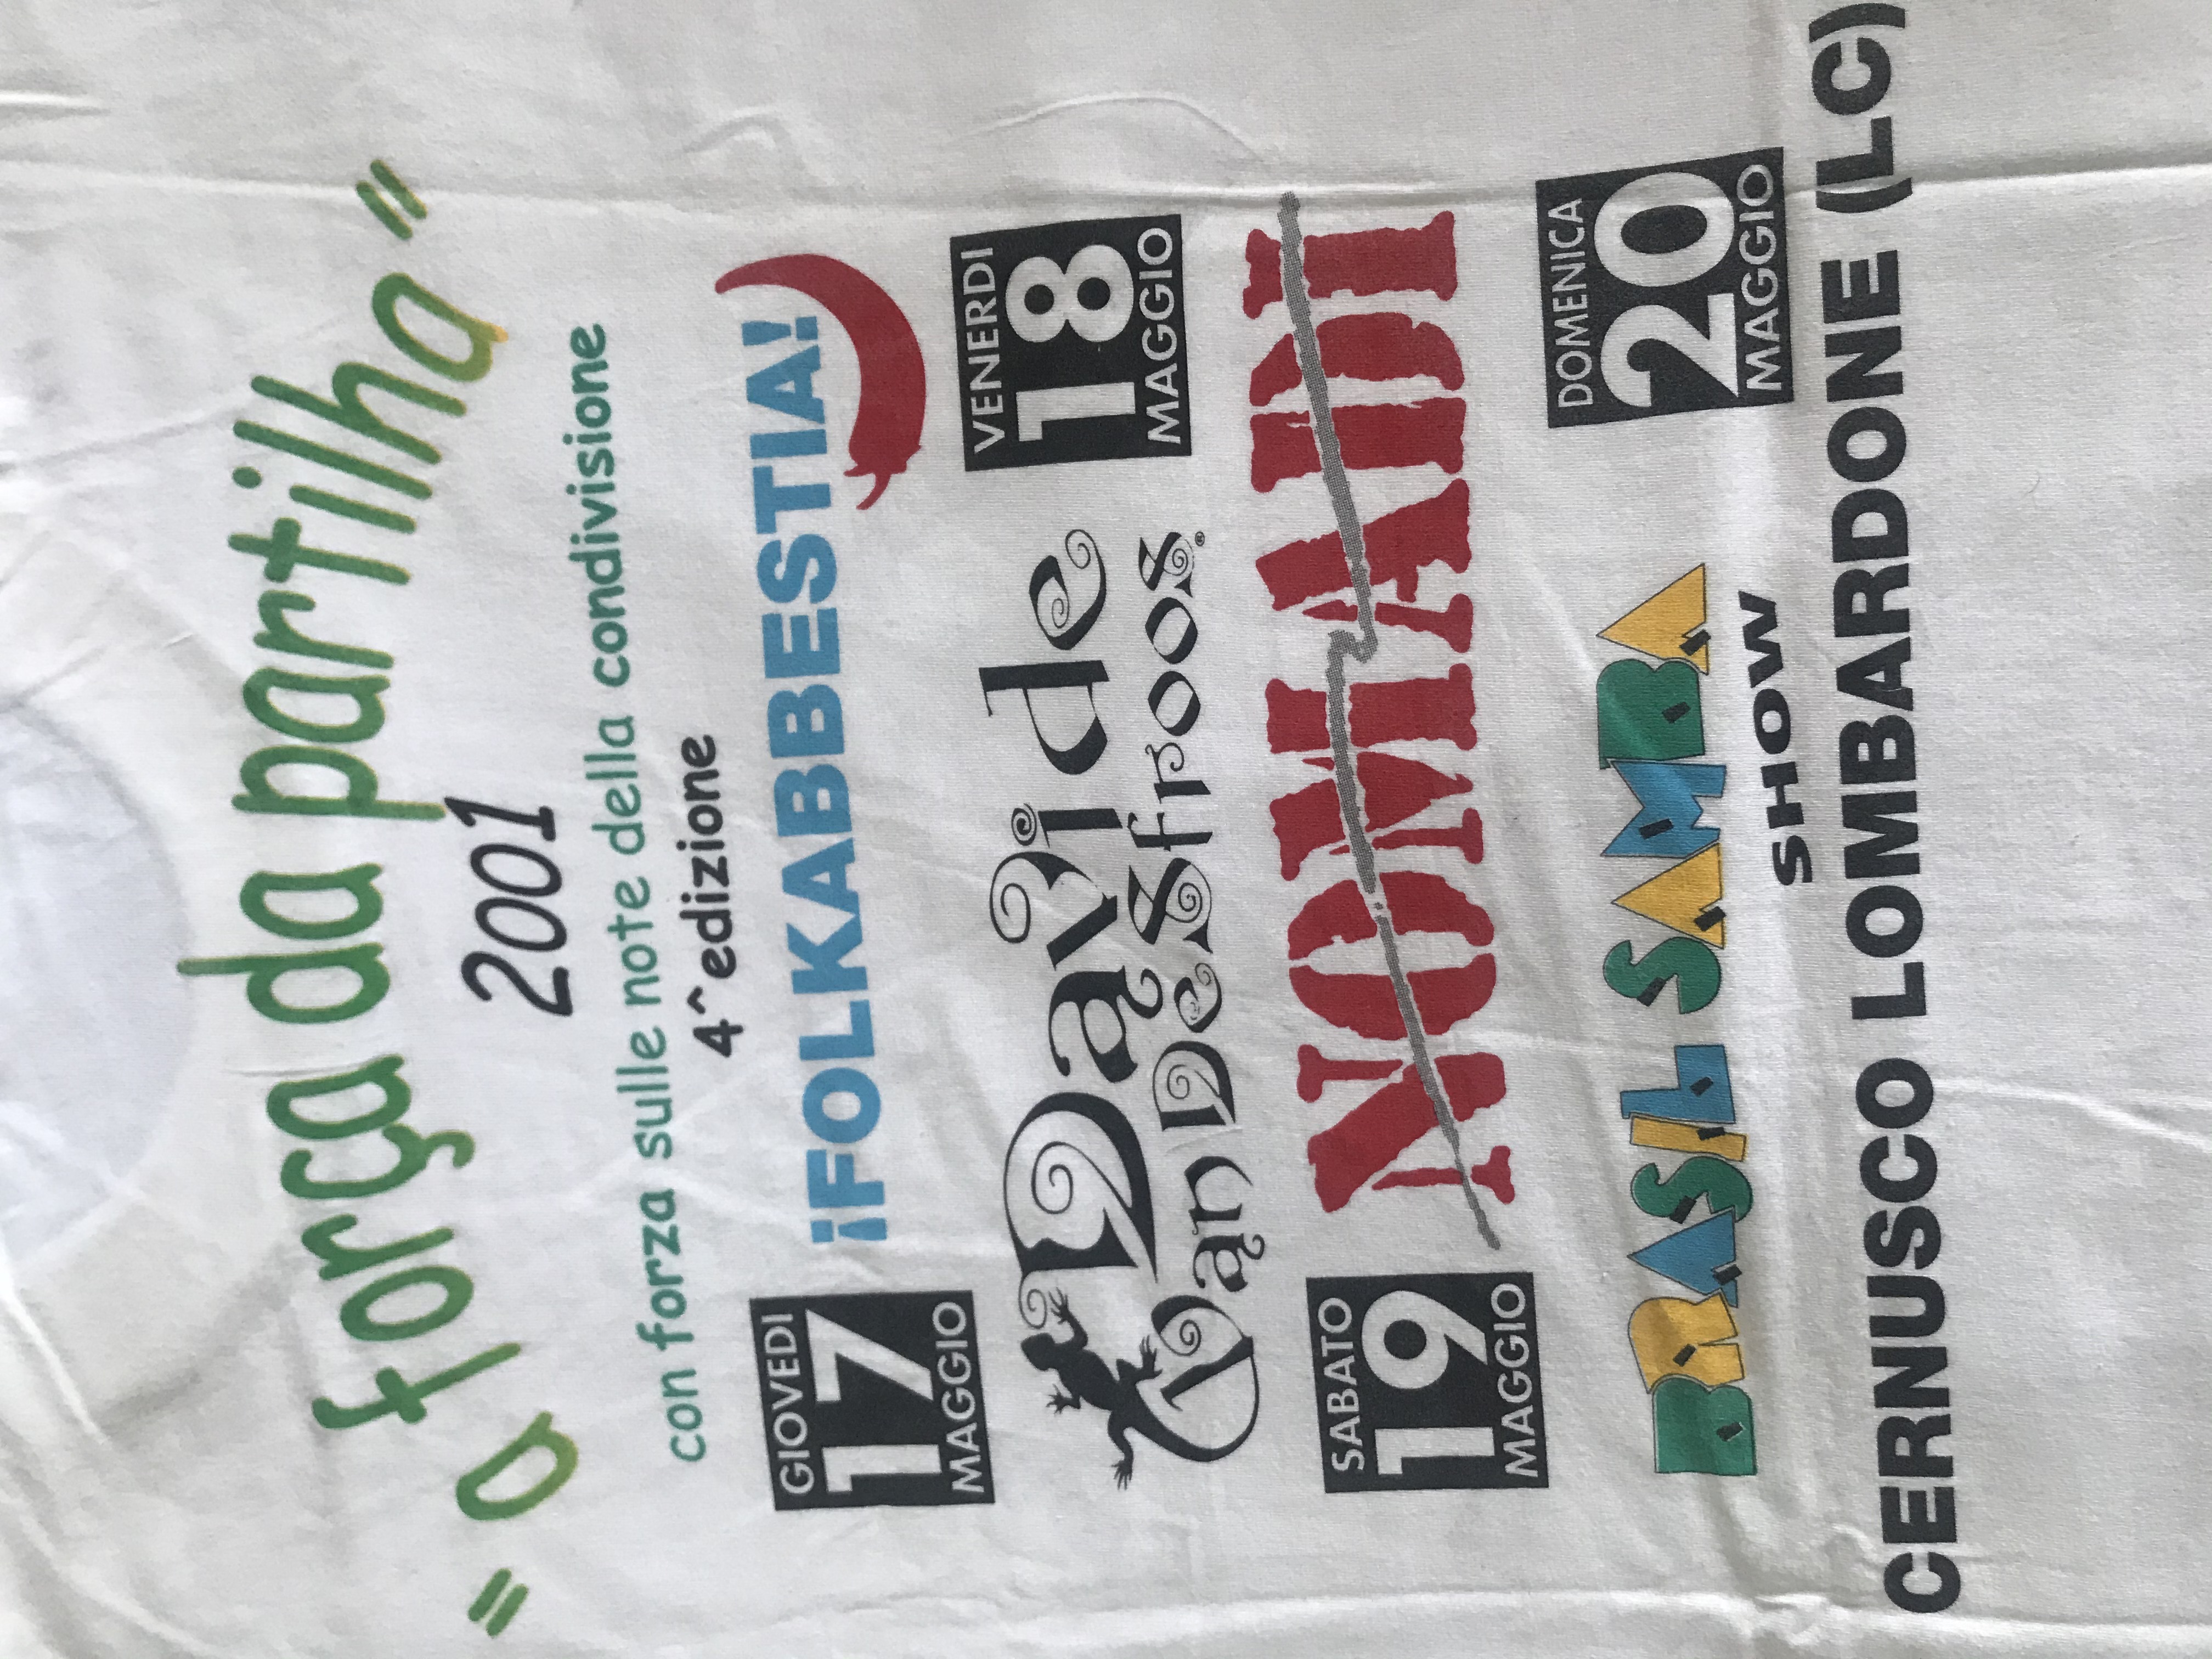 "a força da partilha"
2001
con forza sulle note della condivisione
4^edizione
GIOVEDI
17
MAGGIO
¡FOLKABBESTIA!
Davide
Van De Sfroos®
VENERDI
18
MAGGIO
SABATO
19
MAGGIO
NOMADI
BRASIL SAMBA
SHOW
DOMENICA
20
MAGGIO
CERNUSCO LOMBARDONE (LC)